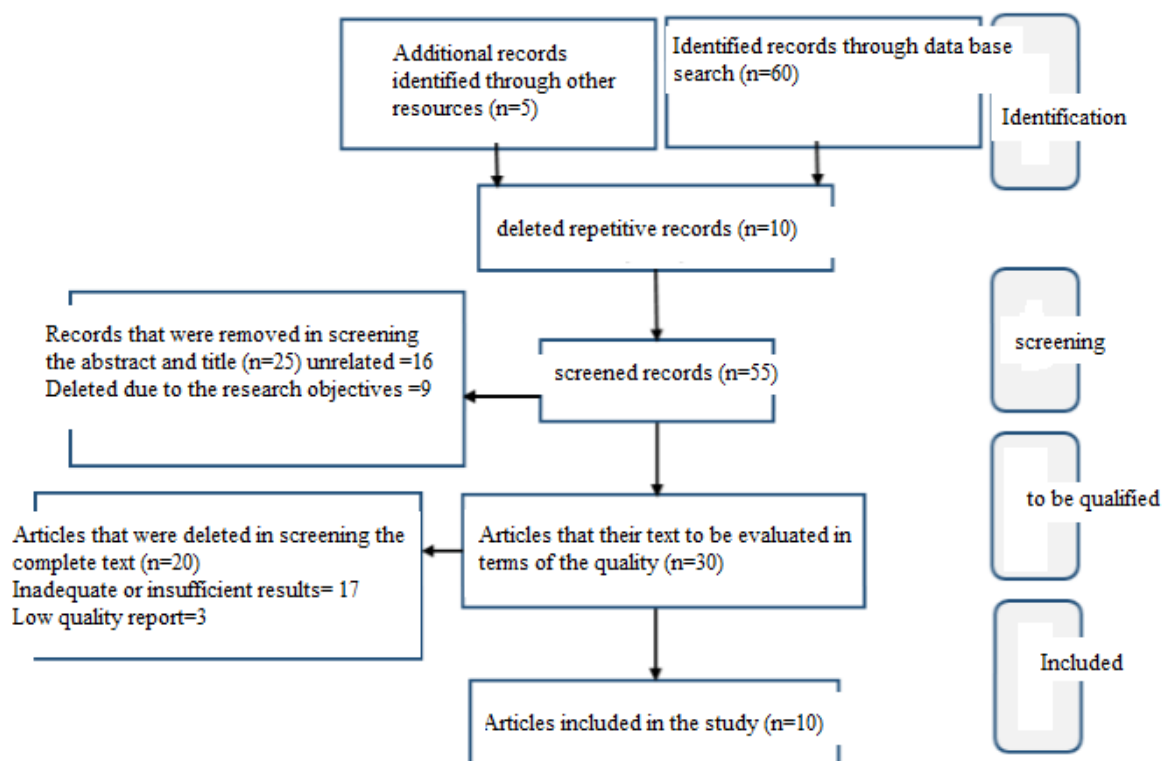 Additional records
identified through other
resources (n=5)
Identified records through data base
search (n=60)
Identification
deleted repetitive records (n=10)
Records that were removed in screening
the abstract and title (n=25) unrelated =16
Deleted due to the research objectives =9
screened records (n=55)
screening
Articles that were deleted in screening the
complete text (n=20)
Inadequate or insufficient results= 17
Low quality report=3
Articles that their text to be evaluated in
terms of the quality (n=30)
to be qualified
Articles included in the study (n=10)
Included